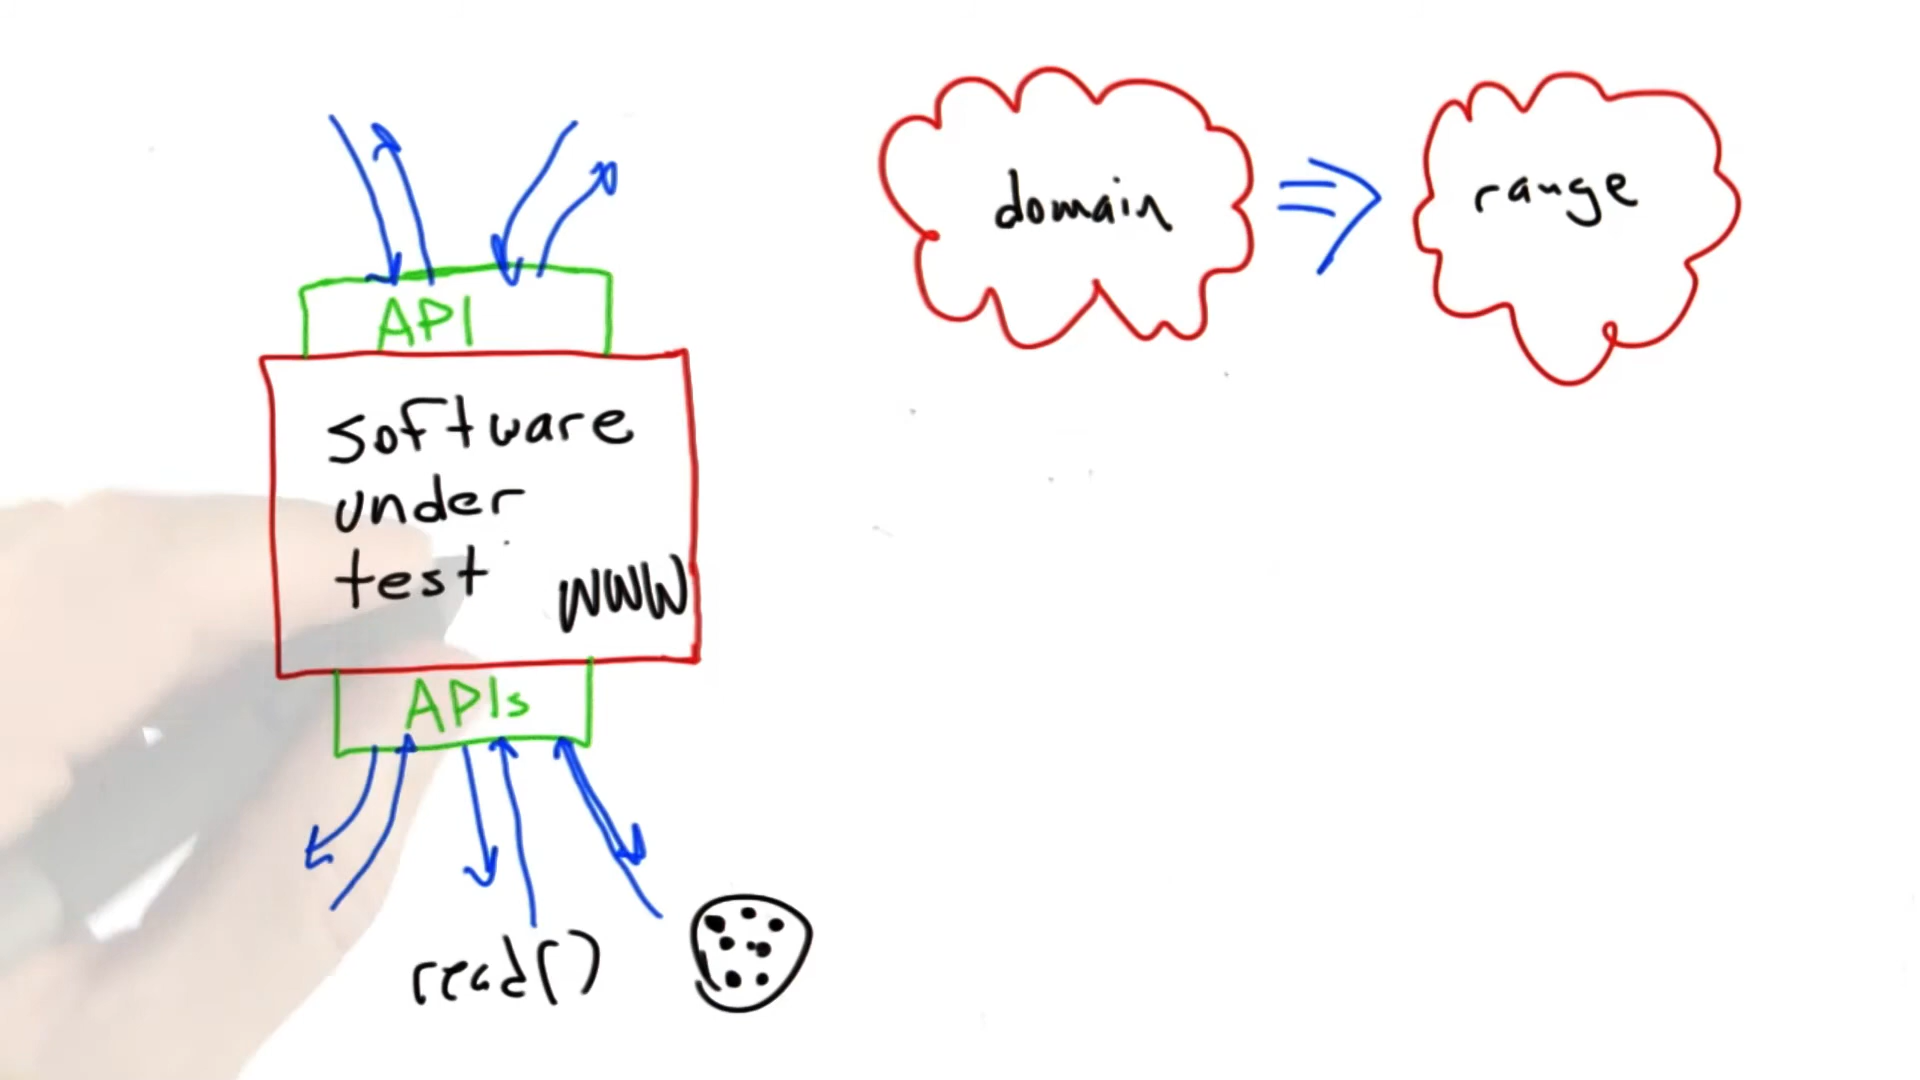 API
software
under
test
WWW
APIs
read()
domain
range